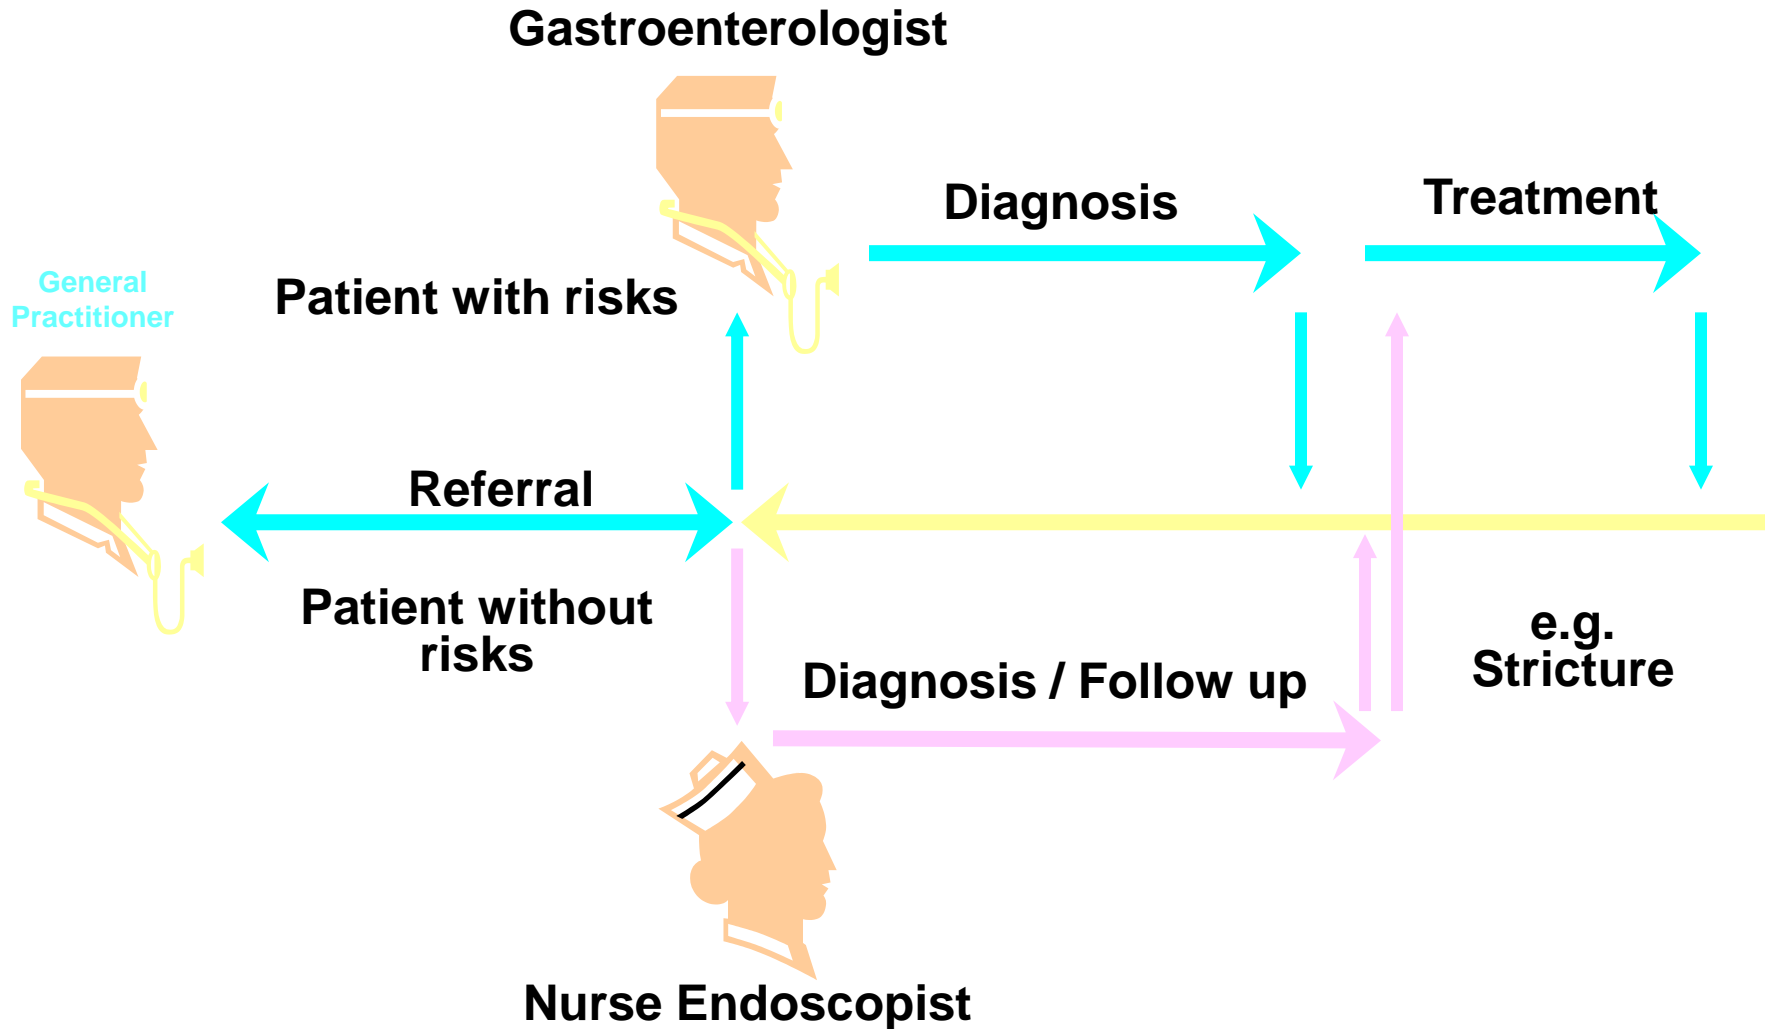 Gastroenterologist
Diagnosis
Treatment
General
Practitioner
Patient with risks
Referral
Patient without
risks
e.g.
Stricture
Diagnosis / Follow up
Nurse Endoscopist